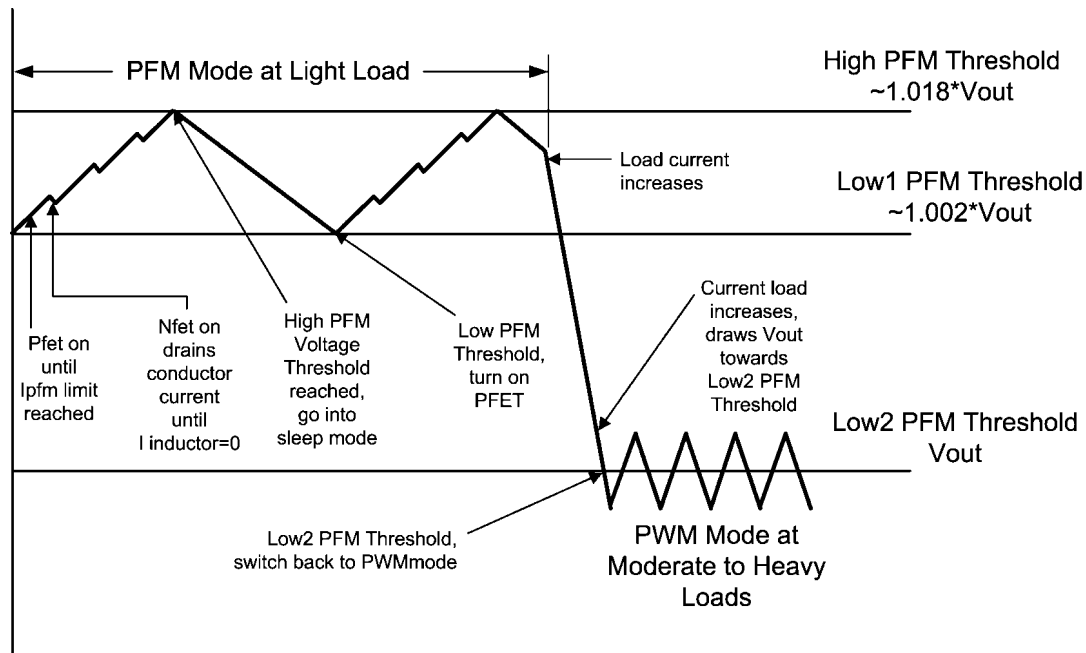 PFM Mode at Light Load
High PFM Threshold
~1.018*Vout
Load current
increases
Low1 PFM Threshold
~1.002*Vout
Pfet on
until
Ipfm limit
reached
Nfet on
drains
conductor
current
until
I inductor=0
High PFM
Voltage
Threshold
reached,
go into
sleep mode
Low PFM
Threshold,
turn on
PFET
Current load
increases,
draws Vout
towards
Low2 PFM
Threshold
Low2 PFM Threshold
Vout
Low2 PFM Threshold,
switch back to PWMmode
PWM Mode at
Moderate to Heavy
Loads